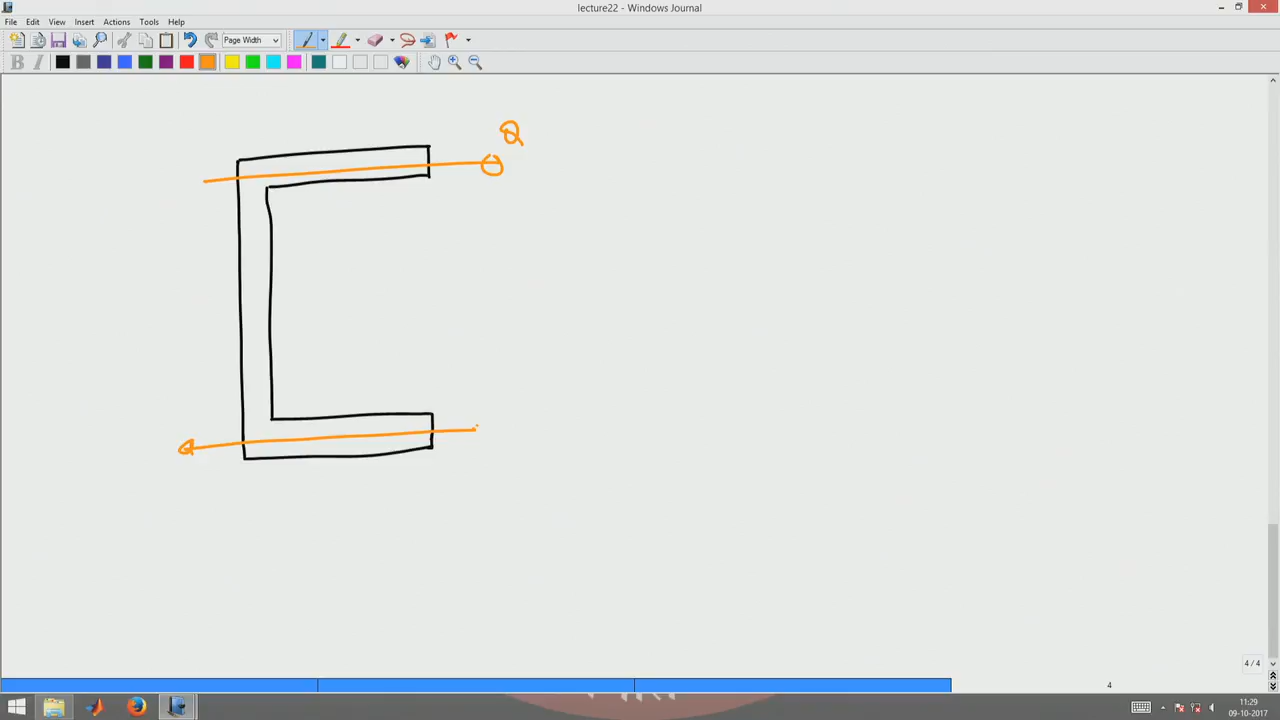 lecture22 - Windows Journal
File Edit View Insert Actions Tools Help
Page Width
B I
Q
4 / 4
4
11:29
09-10-2017